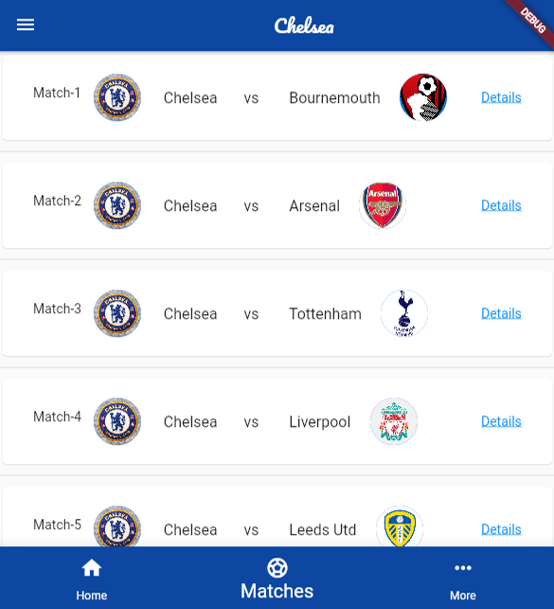 Chelsea
DEBUG
Match-1 Chelsea vs Bournemouth Details
Match-2 Chelsea vs Arsenal Arsenal Details
Match-3 Chelsea vs Tottenham Details
Match-4 Chelsea vs Liverpool Details
Match-5 Chelsea vs Leeds Utd Details
Home Matches More